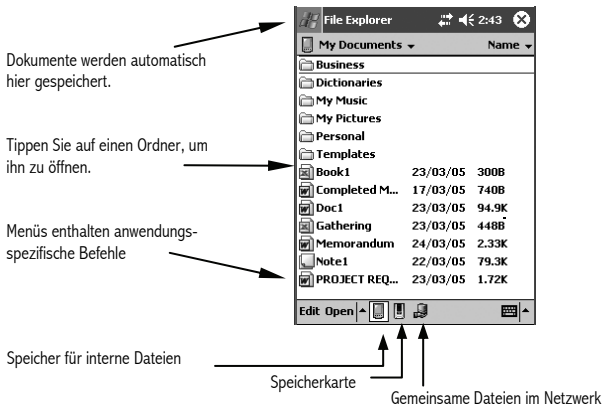 File Explorer 2:43
My Documents Name
Dokumente werden automatisch
hier gespeichert.
Business
Dictionaries
My Music
My Pictures
Personal
Templates
Tippen Sie auf einen Ordner, um
ihn zu öffnen.
Book1 23/03/05 300B
Completed M... 17/03/05 740B
Doc1 23/03/05 94.9K
Gathering 23/03/05 448B
Memorandum 24/03/05 2.33K
Note1 22/03/05 79.3K
PROJECT REQ... 23/03/05 1.72K
Menüs enthalten anwendungs-
spezifische Befehle
Edit Open
Speicher für interne Dateien
Speicherkarte
Gemeinsame Dateien im Netzwerk